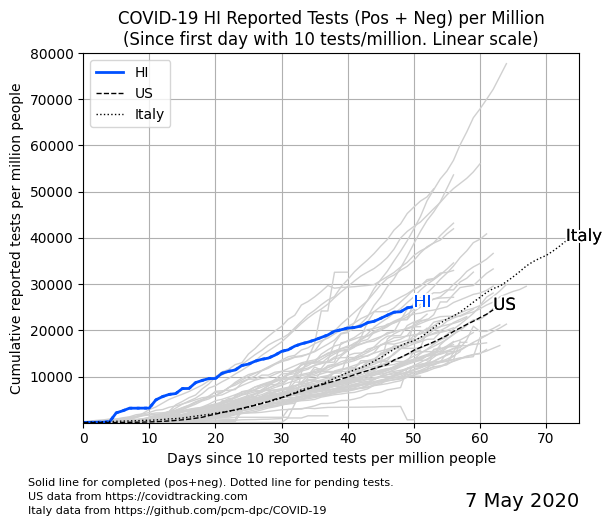 COVID-19 HI Reported Tests (Pos + Neg) per Million
(Since first day with 10 tests/million. Linear scale)
80000
70000
60000
50000
40000
30000
20000
10000
Cumulative reported tests per million people
HI
US
Italy
Italy
HI
US
0
10
20
30
40
50
60
70
Days since 10 reported tests per million people
Solid line for completed (pos+neg). Dotted line for pending tests.
US data from https://covidtracking.com
Italy data from https://github.com/pcm-dpc/COVID-19
7 May 2020